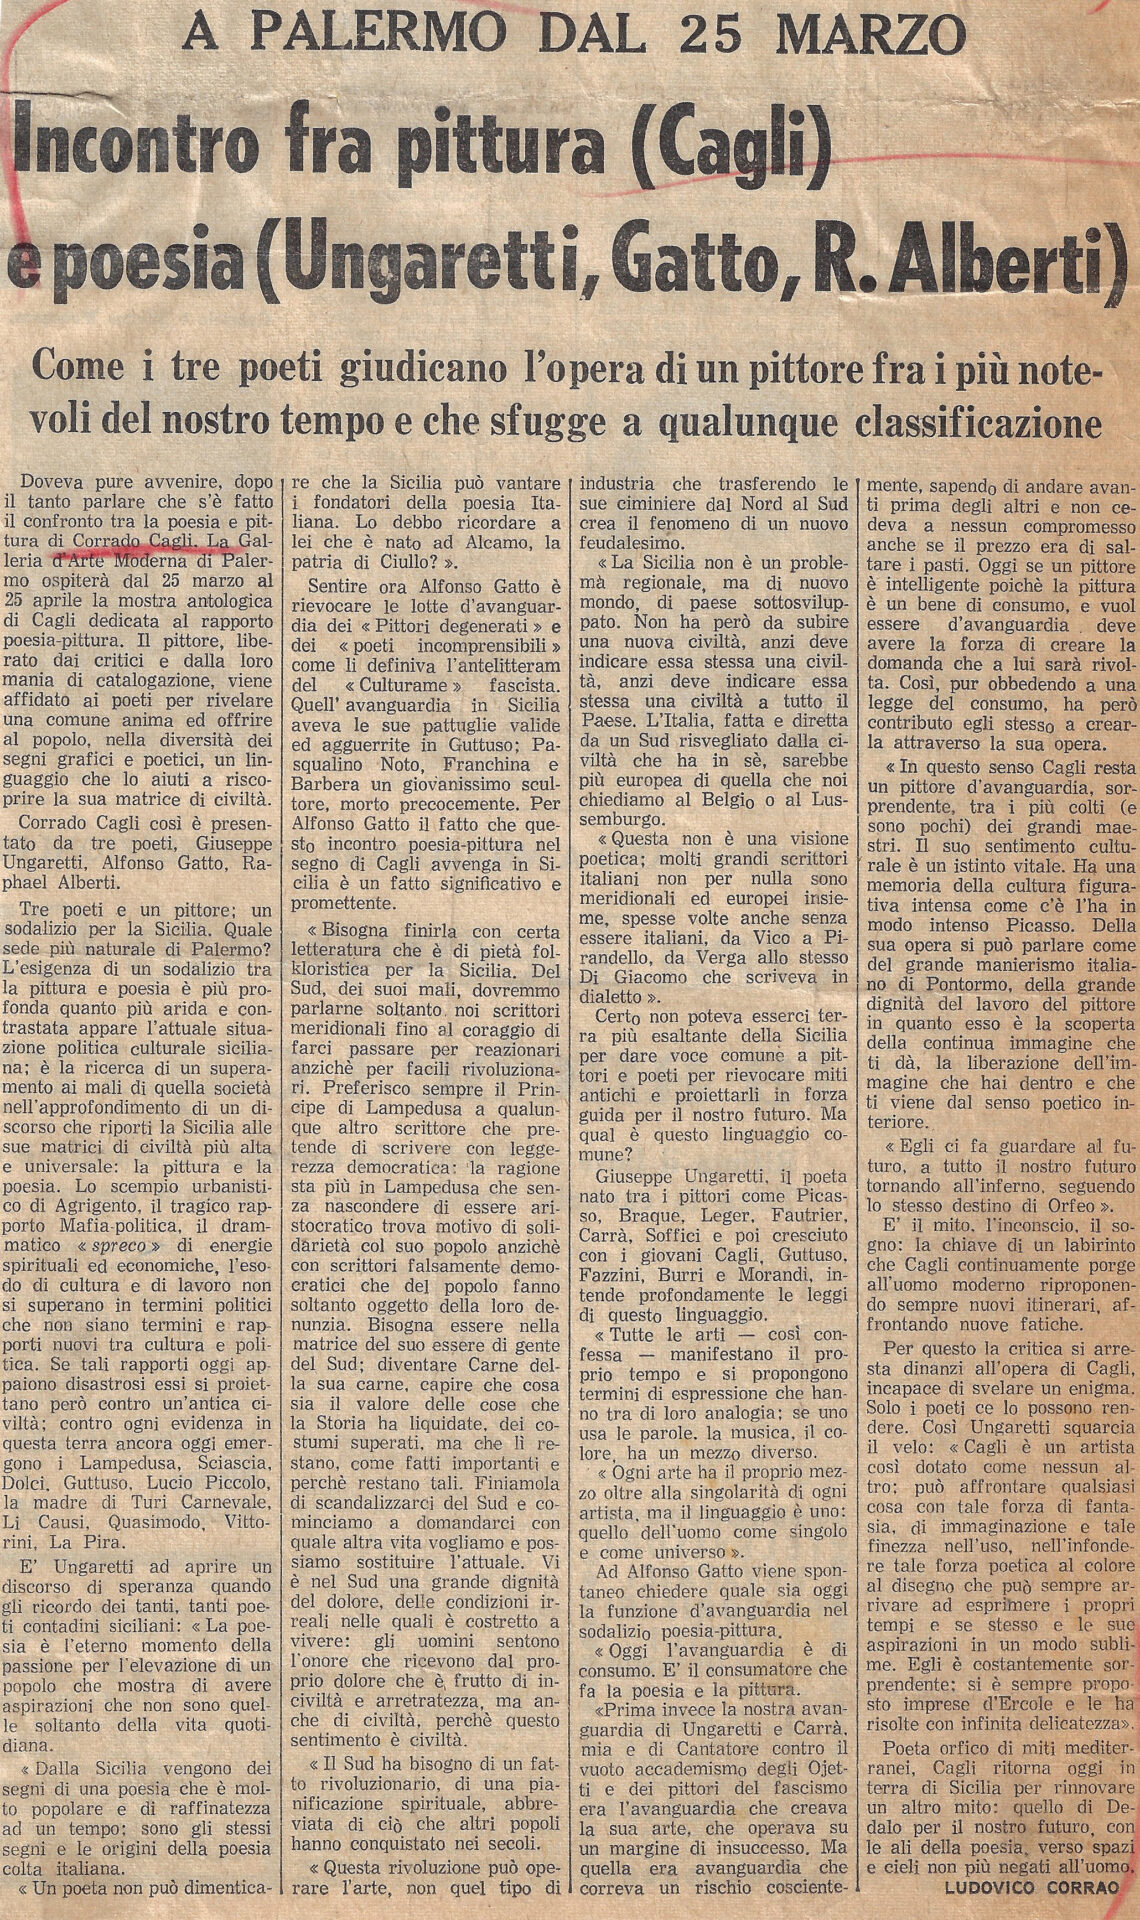 A PALERMO DAL 25 MARZO
Incontro fra pittura (Cagli)
e poesia (Ungaretti, Gatto, R. Alberti)
Come i tre poeti giudicano l'opera di un pittore fra i più note-
voli del nostro tempo e che sfugge a qualunque classificazione
Doveva pure avvenire, dopo
il tanto parlare che s'è fatto
il confronto tra la poesia e pit-
tura di Corrado Cagli. La Gal-
leria d'Arte Moderna di Paler-
mo ospiterà dal 25 marzo al
25 aprile la mostra antologica
di Cagli dedicata al rapporto
poesia-pittura. Il pittore, libe-
rato dai critici e dalla loro
mania di catalogazione, viene
affidato ai poeti per rivelare
una comune anima ed offrire
al popolo, nella diversità dei
segni grafici e poetici, un lin-
guaggio che lo aiuti a risco-
prire la sua matrice di civiltà.
Corrado Cagli così è presen-
tato da tre poeti, Giuseppe
Ungaretti, Alfonso Gatto, Ra-
phael Alberti.
Tre poeti e un pittore; un
sodalizio per la Sicilia. Quale
sede più naturale di Palermo?
L'esigenza di un sodalizio tra
la pittura e poesia è più pro-
fonda quanto più arida e con-
trastata appare l'attuale situa-
zione politica culturale sicilia-
na; è la ricerca di un supera-
mento ai mali di quella società
nell'approfondimento di un di-
scorso che riporti la Sicilia alle
sue matrici di civiltà più alta
e universale: la pittura e la
poesia. Lo scempio urbanisti-
co di Agrigento, il tragico rap-
porto Mafia-politica, il dram-
matico « spreco » di energie
spirituali ed economiche, l'eso-
do di cultura e di lavoro non
si superano in termini politici
che non siano termini e rap-
porti nuovi tra cultura e poli-
tica. Se tali rapporti oggi ap-
paiono disastrosi essi si proiet-
tano però contro un'antica ci-
viltà; contro ogni evidenza in
questa terra ancora oggi emer-
gono i Lampedusa, Sciascia,
Dolci, Guttuso, Lucio Piccolo,
la madre di Turi Carnevale,
Li Causi, Quasimodo, Vitto-
rini, La Pira.
E' Ungaretti ad aprire un
discorso di speranza quando
gli ricordo dei tanti, tanti poe-
ti contadini siciliani: « La poe-
sia è l'eterno momento della
passione per l'elevazione di un
popolo che mostra di avere
aspirazioni che non sono quel-
le soltanto della vita quoti-
diana.
« Dalla Sicilia vengono dei
segni di una poesia che è mol-
to popolare e di raffinatezza
ad un tempo; sono gli stessi
segni e le origini della poesia
colta italiana.
« Un poeta non può dimentica-
re che la Sicilia può vantare
i fondatori della poesia Ita-
liana. Lo debbo ricordare a
lei che è nato ad Alcamo, la
patria di Ciullo? ».
Sentire ora Alfonso Gatto è
rievocare le lotte d'avanguar-
dia dei « Pittori degenerati » e
dei « poeti incomprensibili »
come li definiva l'antelitteram
del « Culturame » fascista.
Quell' avanguardia in Sicilia
aveva le sue pattuglie valide
ed agguerrite in Guttuso; Pa-
squalino Noto, Franchina e
Barbera un giovanissimo scul-
tore, morto precocemente. Per
Alfonso Gatto il fatto che que-
sto incontro poesia-pittura nel
segno di Cagli avvenga in Si-
cilia è un fatto significativo e
promettente.
« Bisogna finirla con certa
letteratura che è di pietà fol-
kloristica per la Sicilia. Del
Sud, dei suoi mali, dovremmo
parlarne soltanto noi scrittori
meridionali fino al coraggio di
farci passare per reazionari
anzichè per facili rivoluziona-
ri. Preferisco sempre il Prin-
cipe di Lampedusa a qualun-
que altro scrittore che pre-
tende di scrivere con legge-
rezza democratica: la ragione
sta più in Lampedusa che sen-
za nascondere di essere ari-
stocratico trova motivo di soli-
darietà col suo popolo anzichè
con scrittori falsamente demo-
cratici che del popolo fanno
soltanto oggetto della loro de-
nunzia. Bisogna essere nella
matrice del suo essere di gente
del Sud; diventare Carne del-
la sua carne, capire che cosa
sia il valore delle cose che
la Storia ha liquidate, dei co-
stumi superati, ma che lì re-
stano, come fatti importanti e
perchè restano tali. Finiamola
di scandalizzarci del Sud e co-
minciamo a domandarci con
quale altra vita vogliamo e pos-
siamo sostituire l'attuale. Vi
è nel Sud una grande dignità
del dolore, delle condizioni ir-
reali nelle quali è costretto a
vivere: gli uomini sentono
l'onore che ricevono dal pro-
prio dolore che è frutto di in-
civiltà e arretratezza, ma an-
che di civiltà, perchè questo
sentimento è civiltà.
« Il Sud ha bisogno di un fat-
to rivoluzionario, di una pia-
nificazione spirituale, abbre-
viata di ciò che altri popoli
hanno conquistato nei secoli.
« Questa rivoluzione può ope-
rare l'arte, non quel tipo di
industria che trasferendo le
sue ciminiere dal Nord al Sud
crea il fenomeno di un nuovo
feudalesimo.
« La Sicilia non è un proble-
mà regionale, ma di nuovo
mondo, di paese sottosvilup-
pato. Non ha però da subire
una nuova civiltà, anzi deve
indicare essa stessa una civil-
tà, anzi deve indicare essa
stessa una civiltà a tutto il
Paese. L'Italia, fatta e diretta
da un Sud risvegliato dalla ci-
viltà che ha in sè, sarebbe
più europea di quella che noi
chiediamo al Belgio o al Lus-
semburgo.
« Questa non è una visione
poetica; molti grandi scrittori
italiani non per nulla sono
meridionali ed europei insie-
me, spesse volte anche senza
essere italiani, da Vico a Pi-
randello, da Verga allo stesso
Di Giacomo che scriveva in
dialetto ».
Certo non poteva esserci ter-
ra più esaltante della Sicilia
per dare voce comune a pit-
tori e poeti per rievocare miti
antichi e proiettarli in forza
guida per il nostro futuro. Ma
qual è questo linguaggio co-
mune?
Giuseppe Ungaretti, il poeta
nato tra i pittori come Picas-
so, Braque, Leger, Fautrier,
Carrà, Soffici e poi cresciuto
con i giovani Cagli, Guttuso,
Fazzini, Burri e Morandi, in-
tende profondamente le leggi
di questo linguaggio.
« Tutte le arti — così con-
fessa — manifestano il pro-
prio tempo e si propongono
termini di espressione che han-
no tra di loro analogia; se uno
usa le parole, la musica, il co-
lore, ha un mezzo diverso.
« Ogni arte ha il proprio mez-
zo oltre alla singolarità di ogni
artista, ma il linguaggio è uno:
quello dell'uomo come singolo
e come universo ».
Ad Alfonso Gatto viene spon-
taneo chiedere quale sia oggi
la funzione d'avanguardia nel
sodalizio poesia-pittura.
« Oggi l'avanguardia è di
consumo. E' il consumatore che
fa la poesia e la pittura.
«Prima invece la nostra avan-
guardia di Ungaretti e Carrà,
mia e di Cantatore contro il
vuoto accademismo degli Ojet-
ti e dei pittori del fascismo
era l'avanguardia che creava
la sua arte, che operava su
un margine di insuccesso. Ma
quella era avanguardia che
correva un rischio cosciente-
mente, sapendo di andare avan-
ti prima degli altri e non ce-
deva a nessun compromesso
anche se il prezzo era di sal-
tare i pasti. Oggi se un pittore
è intelligente poichè la pittura
è un bene di consumo, e vuol
essere d'avanguardia deve
avere la forza di creare la
domanda che a lui sarà rivol-
ta. Così, pur obbedendo a una
legge del consumo, ha però
contributo egli stesso a crear-
la attraverso la sua opera.
« In questo senso Cagli resta
un pittore d'avanguardia, sor-
prendente, tra i più colti (e
sono pochi) dei grandi mae-
stri. Il suo sentimento cultu-
rale è un istinto vitale. Ha una
memoria della cultura figura-
tiva intensa come c'è l'ha in
modo intenso Picasso. Della
sua opera si può parlare come
del grande manierismo italia-
no di Pontormo, della grande
dignità del lavoro del pittore
in quanto esso è la scoperta
della continua immagine che
ti dà, la liberazione dell'im-
magine che hai dentro e che
ti viene dal senso poetico in-
teriore.
« Egli ci fa guardare al fu-
turo, a tutto il nostro futuro
tornando all'inferno, seguendo
lo stesso destino di Orfeo ».
E' il mito, l'inconscio, il so-
gno: la chiave di un labirinto
che Cagli continuamente porge
all'uomo moderno riproponen-
do sempre nuovi itinerari, af-
frontando nuove fatiche.
Per questo la critica si arre-
sta dinanzi all'opera di Cagli,
incapace di svelare un enigma.
Solo i poeti ce lo possono ren-
dere. Così Ungaretti squarcia
il velo: « Cagli è un artista
così dotato come nessun al-
tro; può affrontare qualsiasi
cosa con tale forza di fanta-
sia, di immaginazione e tale
finezza nell'uso, nell'infonde-
re tale forza poetica al colore
al disegno che può sempre ar-
rivare ad esprimere i propri
tempi e se stesso e le sue
aspirazioni in un modo subli-
me. Egli è costantemente sor-
prendente; si è sempre propo-
sto imprese d'Ercole e le ha
risolte con infinita delicatezza».
Poeta orfico di miti mediter-
ranei, Cagli ritorna oggi in
terra di Sicilia per rinnovare
un altro mito: quello di De-
dalo per il nostro futuro, con
le ali della poesia, verso spazi
e cieli non più negati all'uomo.
LUDOVICO CORRAO